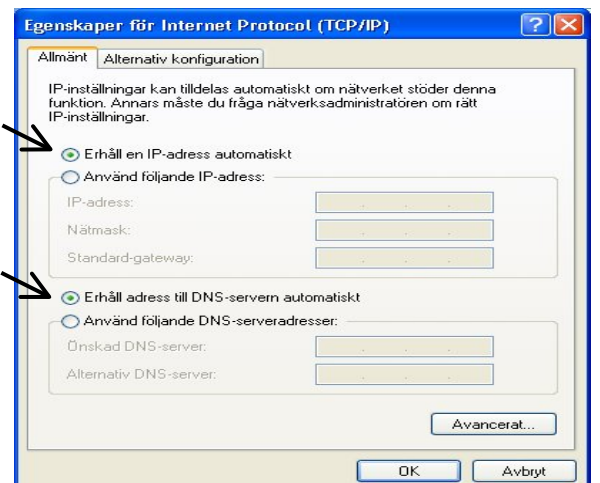 Egenskaper för Internet Protocol (TCP/IP)
Allmänt Alternativ konfiguration
IP-inställningar kan tilldelas automatiskt om nätverket stöder denna
funktion. Annars måste du fråga nätverksadministratören om rätt
IP-inställningar.
Erhåll en IP-adress automatiskt
Använd följande IP-adress:
IP-adress:
Nätmask:
Standard-gateway:
Erhåll adress till DNS-servern automatiskt
Använd följande DNS-serveradresser:
Önskad DNS-server:
Alternativ DNS-server:
Avancerat...
OK Avbryt